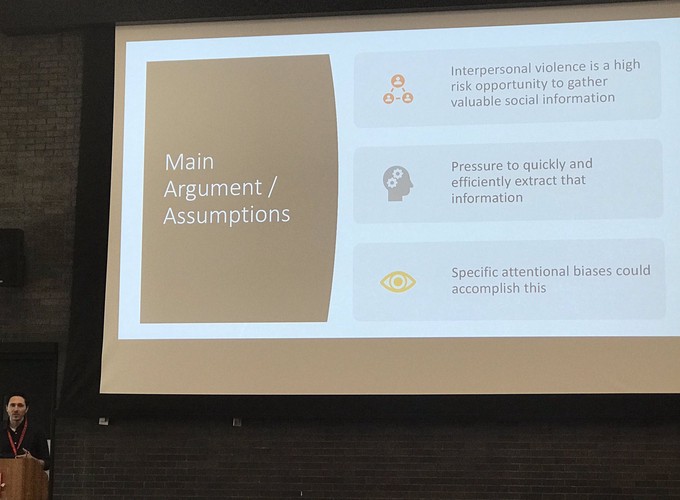 Main
Argument /
Assumptions
Interpersonal violence is a high
risk opportunity to gather
valuable social information
Pressure to quickly and
efficiently extract that
information
Specific attentional biases could
accomplish this